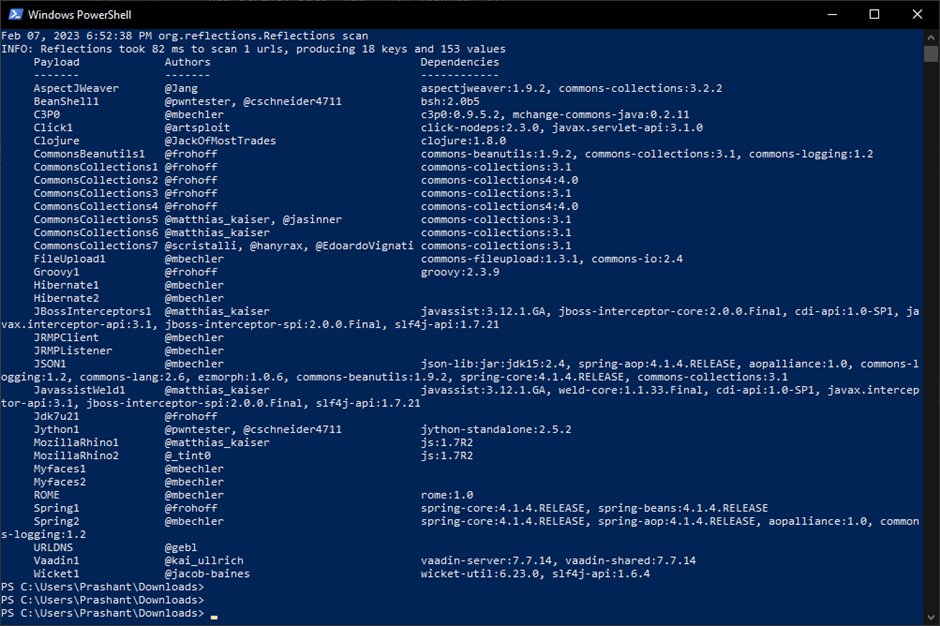 Windows PowerShell
Feb 07, 2023 6:52:38 PM org.reflections.Reflections scan
INFO: Reflections took 82 ms to scan 1 urls, producing 18 keys and 153 values
     Payload             Authors                                Dependencies
     -------             -------                                ------------
     AspectJWeaver       @Jang                                  aspectjweaver:1.9.2, commons-collections:3.2.2
     BeanShell1          @pwntester, @cschneider4711            bsh:2.0b5
     C3P0                @mbechler                              c3p0:0.9.5.2, mchange-commons-java:0.2.11
     Click1              @artsploit                             click-nodeps:2.3.0, javax.servlet-api:3.1.0
     Clojure             @JackOfMostTrades                      clojure:1.8.0
     CommonsBeanutils1   @frohoff                               commons-beanutils:1.9.2, commons-collections:3.1, commons-logging:1.2
     CommonsCollections1 @frohoff                               commons-collections:3.1
     CommonsCollections2 @frohoff                               commons-collections4:4.0
     CommonsCollections3 @frohoff                               commons-collections:3.1
     CommonsCollections4 @frohoff                               commons-collections4:4.0
     CommonsCollections5 @matthias_kaiser, @jasinner            commons-collections:3.1
     CommonsCollections6 @matthias_kaiser                       commons-collections:3.1
     CommonsCollections7 @scristalli, @hanyrax, @EdoardoVignati commons-collections:3.1
     FileUpload1         @mbechler                              commons-fileupload:1.3.1, commons-io:2.4
     Groovy1             @frohoff                               groovy:2.3.9
     Hibernate1          @mbechler
     Hibernate2          @mbechler
     JBossInterceptors1  @matthias_kaiser                       javassist:3.12.1.GA, jboss-interceptor-core:2.0.0.Final, cdi-api:1.0-SP1, ja
vax.interceptor-api:3.1, jboss-interceptor-spi:2.0.0.Final, slf4j-api:1.7.21
     JRMPClient          @mbechler
     JRMPListener        @mbechler
     JSON1               @mbechler                              json-lib:jar:jdk15:2.4, spring-aop:4.1.4.RELEASE, aopalliance:1.0, commons-l
ogging:1.2, commons-lang:2.6, ezmorph:1.0.6, commons-beanutils:1.9.2, spring-core:4.1.4.RELEASE, commons-collections:3.1
     JavassistWeld1      @matthias_kaiser                       javassist:3.12.1.GA, weld-core:1.1.33.Final, cdi-api:1.0-SP1, javax.intercep
tor-api:3.1, jboss-interceptor-spi:2.0.0.Final, slf4j-api:1.7.21
     Jdk7u21             @frohoff
     Jython1             @pwntester, @cschneider4711            jython-standalone:2.5.2
     MozillaRhino1       @matthias_kaiser                       js:1.7R2
     MozillaRhino2       @_tint0                                js:1.7R2
     Myfaces1            @mbechler
     Myfaces2            @mbechler
     ROME                @mbechler                              rome:1.0
     Spring1             @frohoff                               spring-core:4.1.4.RELEASE, spring-beans:4.1.4.RELEASE
     Spring2             @mbechler                              spring-core:4.1.4.RELEASE, spring-aop:4.1.4.RELEASE, aopalliance:1.0, common
s-logging:1.2
     URLDNS              @gebl
     Vaadin1             @kai_ullrich                           vaadin-server:7.7.14, vaadin-shared:7.7.14
     Wicket1             @jacob-baines                          wicket-util:6.23.0, slf4j-api:1.6.4
PS C:\Users\Prashant\Downloads>
PS C:\Users\Prashant\Downloads>
PS C:\Users\Prashant\Downloads>